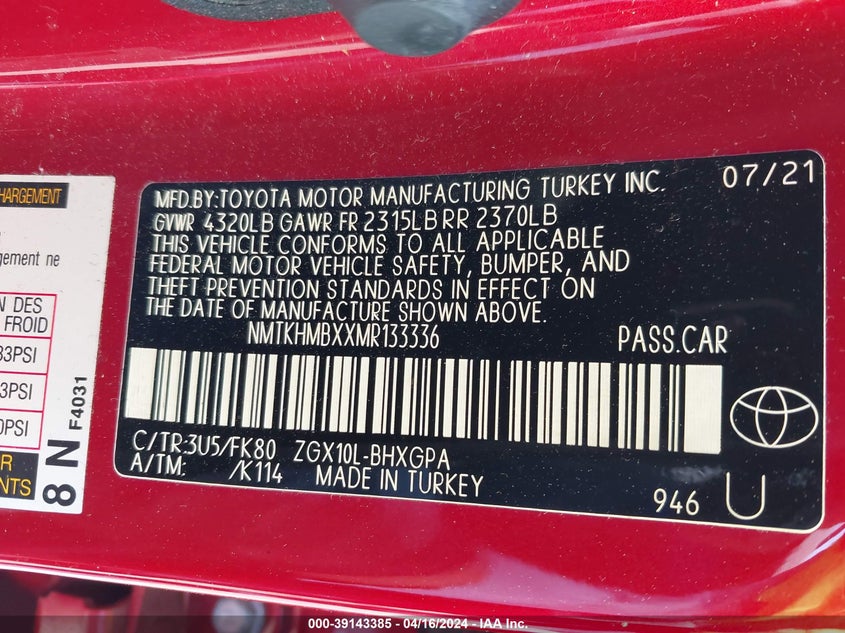 HARGEMENT
gement ne
N DES
FROID
33PSI
3PSI
0PSI
R
NTS
8 N F4031
MFD.BY:TOYOTA MOTOR MANUFACTURING TURKEY INC. 07/21
GVWR 4320LB GAWR FR 2315LB RR 2370LB
THIS VEHICLE CONFORMS TO ALL APPLICABLE
FEDERAL MOTOR VEHICLE SAFETY, BUMPER, AND
THEFT PREVENTION STANDARDS IN EFFECT ON
THE DATE OF MANUFACTURE SHOWN ABOVE.
NMTKHMBXXMR133336 PASS.CAR
C/TR:3U5/FK80 ZGX10L-BHXGPA
A/TM: /K114 MADE IN TURKEY
946 U
000-39143385 - 04/16/2024 - IAA Inc.